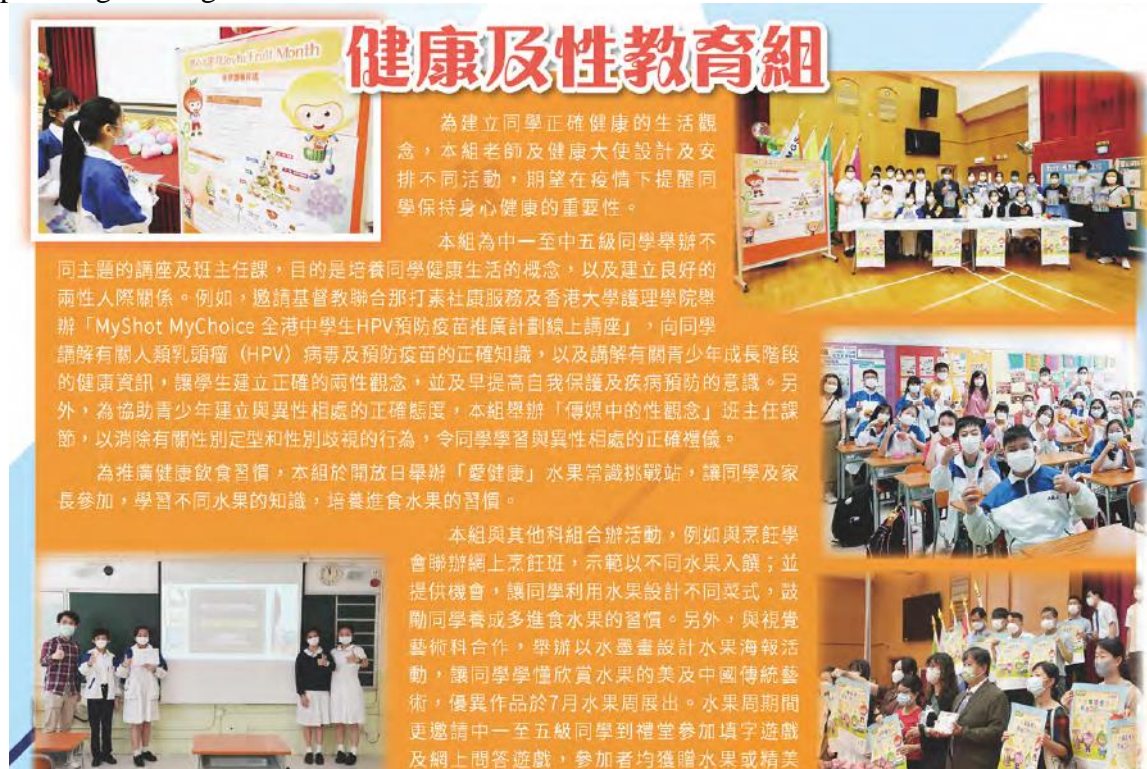 健康及性教育組
Joyful Fruit Month
為建立同學正確健康的生活觀
念，本組老師及健康大使設計及安
排不同活動，期望在疫情下提醒同
學保持身心健康的重要性。
本組為中一至中五級同學舉辦不
同主題的講座及班主任課，目的是培養同學健康生活的概念，以及建立良好的
兩性人際關係。例如，邀請基督教聯合那打素社康服務及香港大學護理學院舉
辦「MyShot MyChoice 全港中學生HPV預防疫苗推廣計劃線上講座」，向同學
講解有關人類乳頭瘤（HPV）病毒及預防疫苗的正確知識，以及講解有關青少年成長階段
的健康資訊，讓學生建立正確的兩性觀念，並及早提高自我保護及疾病預防的意識。另
外，為協助青少年建立與異性相處的正確態度，本組舉辦「傳媒中的性觀念」班主任課
節，以消除有關性別定型和性別歧視的行為，令同學學習與異性相處的正確禮儀。
為推廣健康飲食習慣，本組於開放日舉辦「愛健康」水果常識挑戰站，讓同學及家
長參加，學習不同水果的知識，培養進食水果的習慣。
本組與其他科組合辦活動，例如與烹飪學
會聯辦網上烹飪班，示範以不同水果入饌；並
提供機會，讓同學利用水果設計不同菜式，鼓
勵同學養成多進食水果的習慣。另外，與視覺
藝術科合作，舉辦以水墨畫設計水果海報活
動，讓同學學懂欣賞水果的美及中國傳統藝
術，優異作品於7月水果周展出。水果周期間
更邀請中一至五級同學到禮堂參加填字遊戲
及網上問答遊戲，參加者均獲贈水果或精美